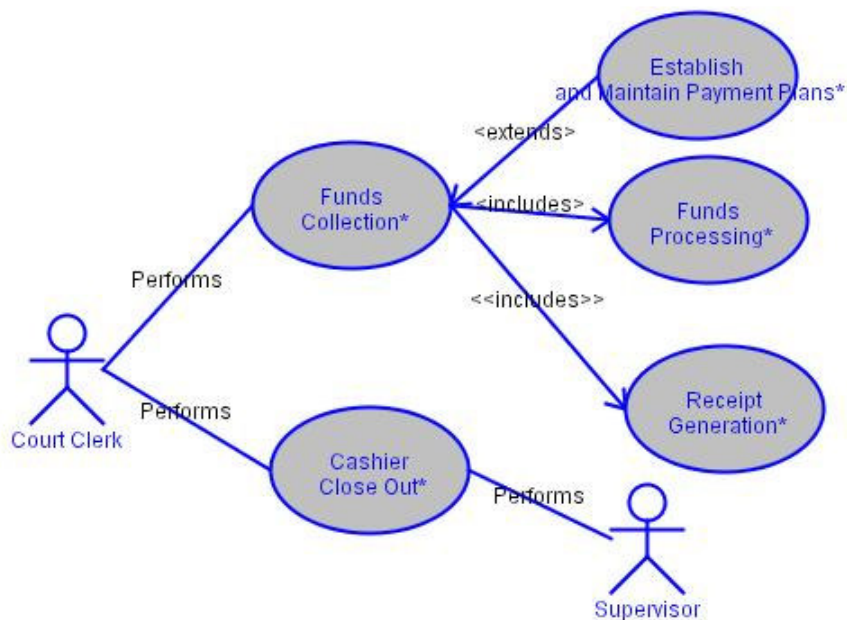 Establish
and Maintain Payment Plans*
<extends>
Funds
Collection*
<includes>
Funds
Processing*
Performs
<<includes>>
Receipt
Generation*
Court Clerk
Performs
Cashier
Close Out*
Performs
Supervisor